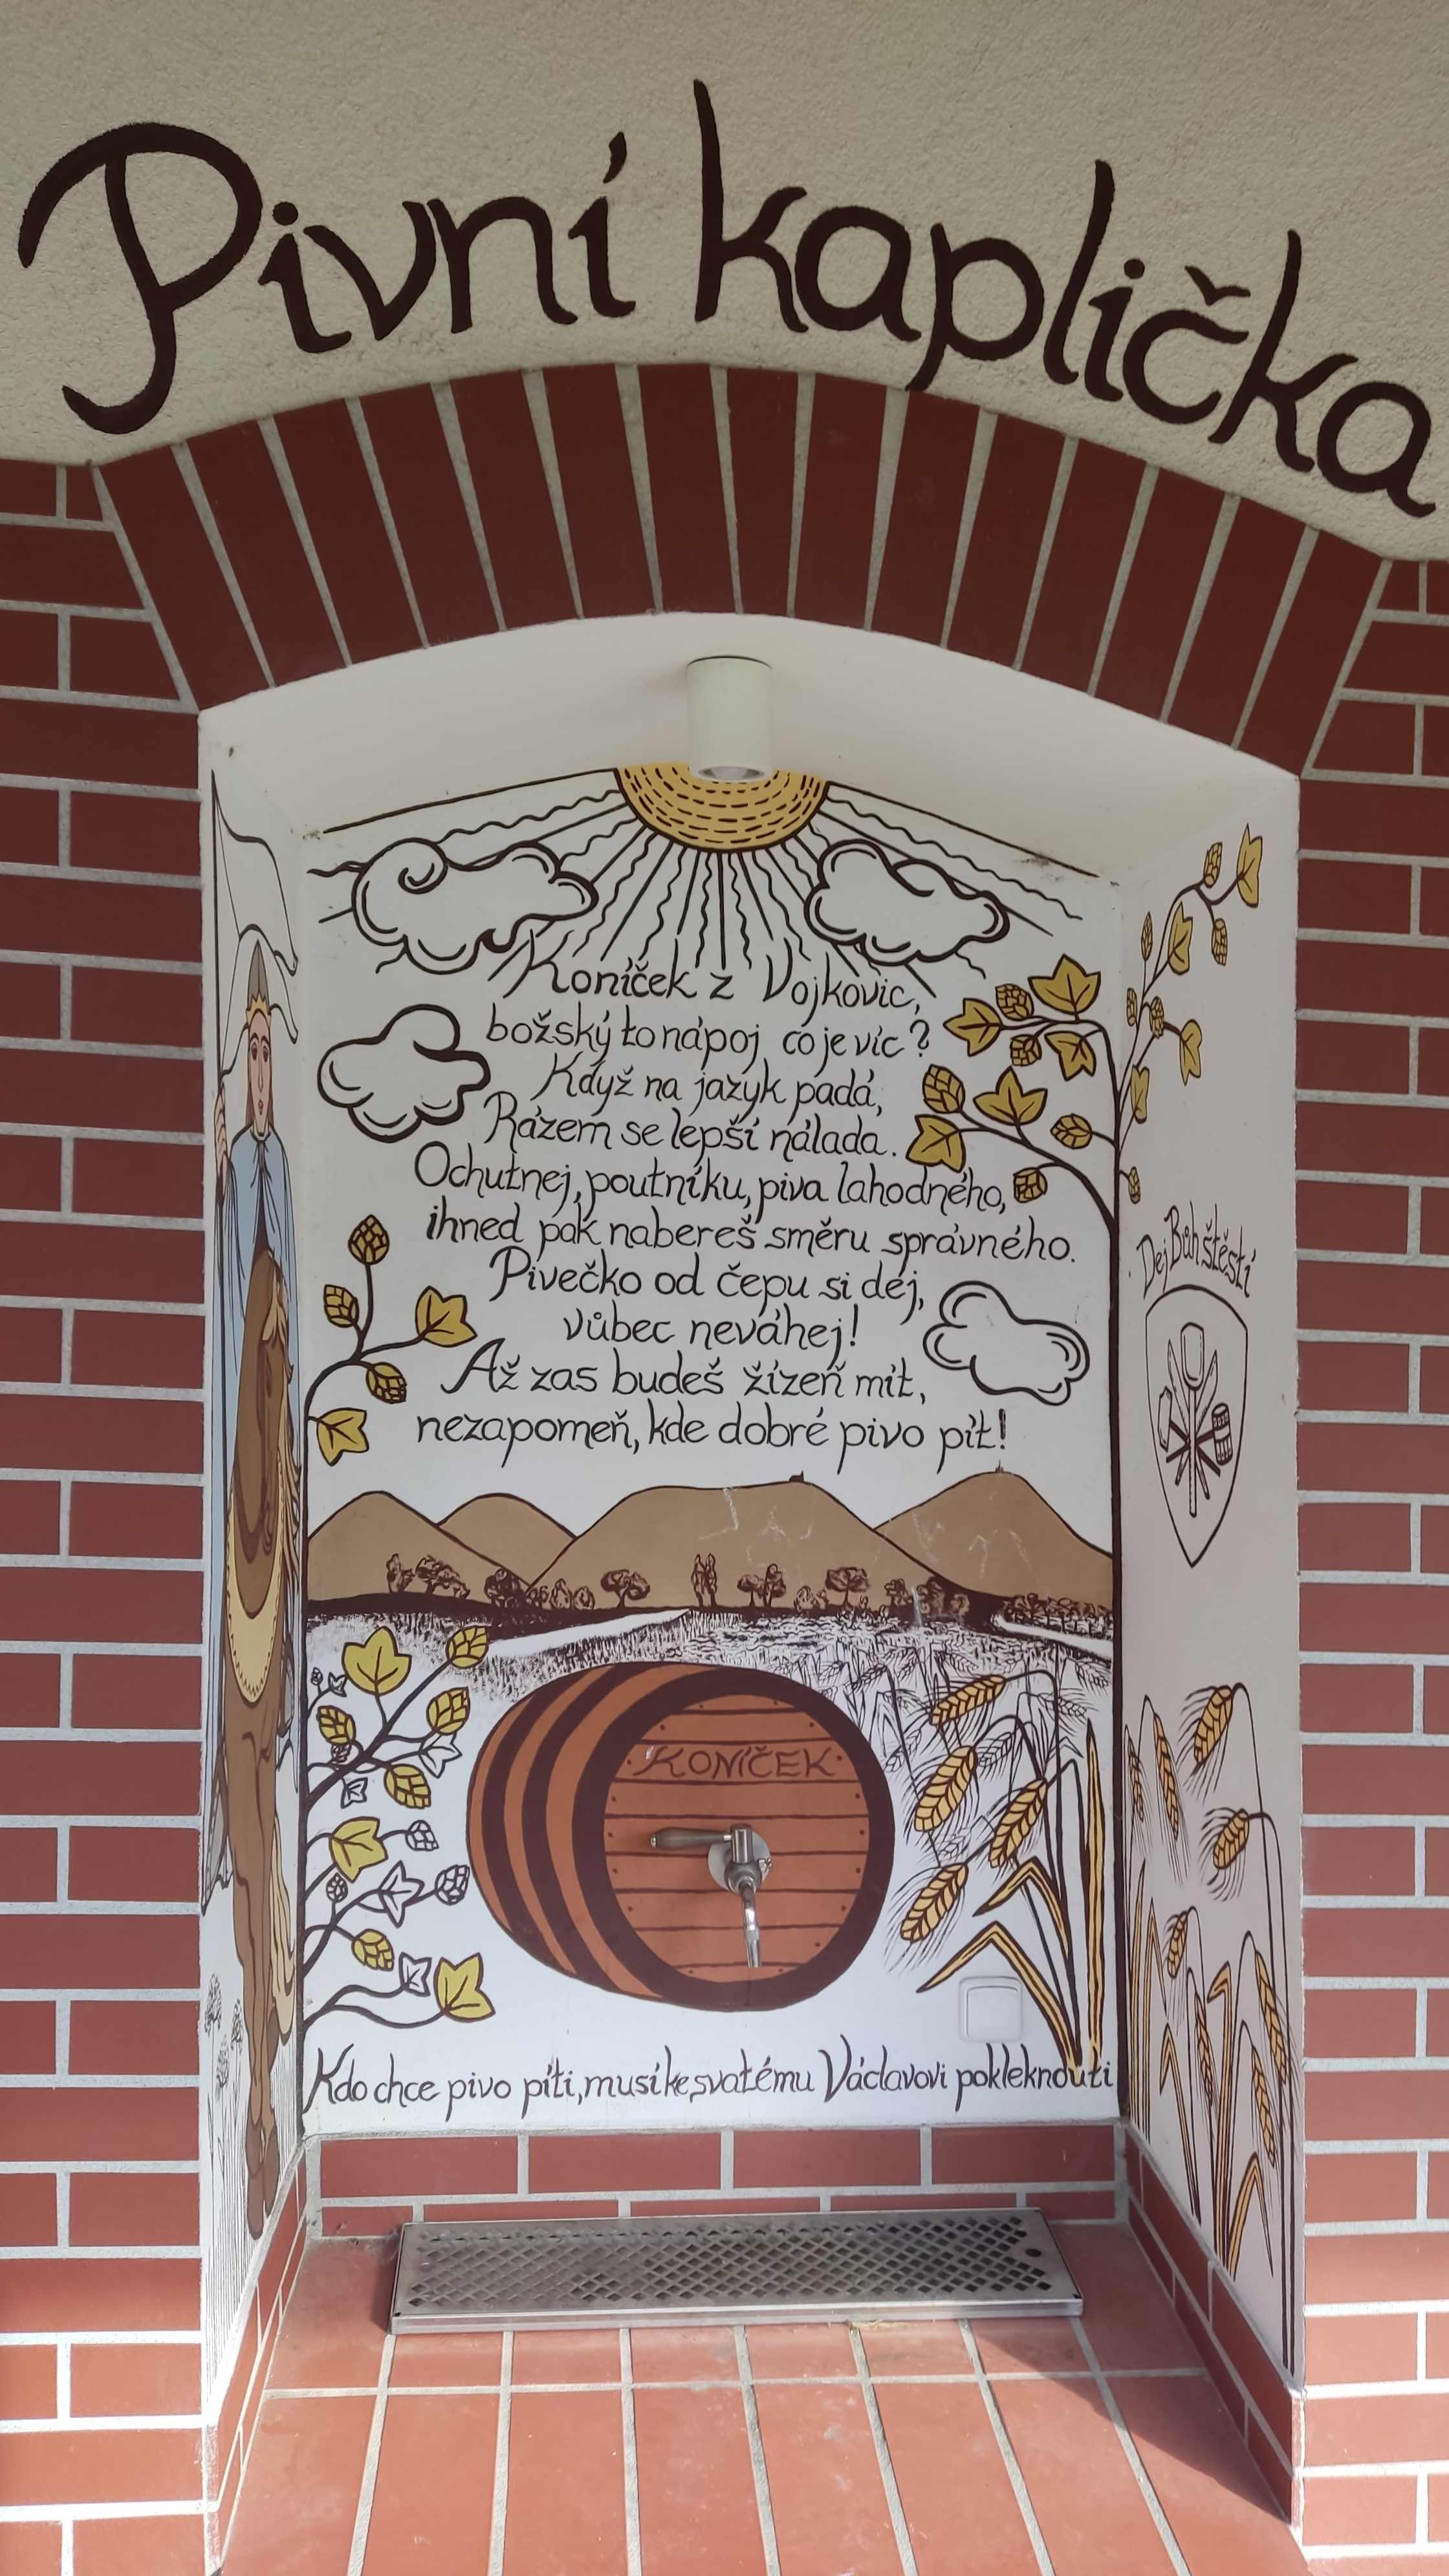 Pivní kaplička
Koníček z Vojkovic,
božský to nápoj co je víc?
Když na jazyk padá,
Rázem se lepší nálada.
Ochutnej, poutníku, piva lahodného,
ihned pak nabereš směru správného.
Pivečko od čepu si dej,
vůbec neváhej!
Až zas budeš žízeň mít,
nezapomeň, kde dobré pivo pít!
Dej Bůh štěstí
KONÍČEK
Kdo chce pivo píti, musí ke svatému Václavovi pokleknouti